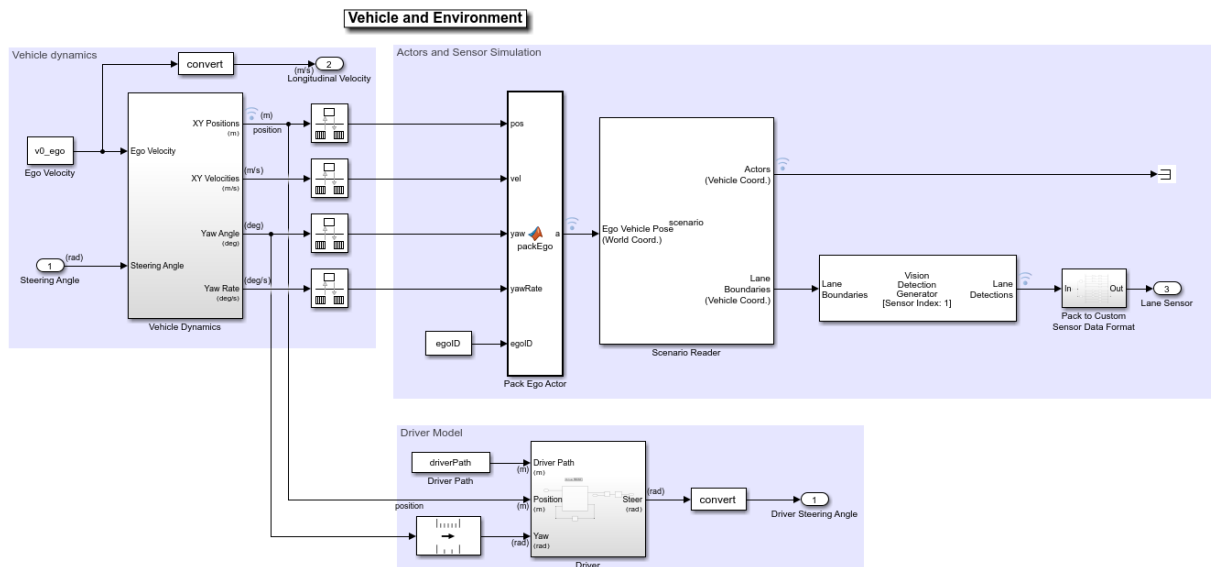 Vehicle and Environment
Vehicle dynamics
convert
(m/s)
2
Longitudinal Velocity
v0_ego
Ego Velocity
1
(rad)
Steering Angle
Ego Velocity
Steering Angle
XY Positions
(m)
XY Velocities
(m/s)
Yaw Angle
(deg)
Yaw Rate
(deg/s)
Vehicle Dynamics
(m)
position
(m/s)
(deg)
(deg/s)
Actors and Sensor Simulation
pos
vel
yaw
a
packEgo
yawRate
egoID
egoID
Pack Ego Actor
Ego Vehicle Pose
(World Coord.)
scenario
Actors
(Vehicle Coord.)
Lane
Boundaries
(Vehicle Coord.)
Scenario Reader
Lane
Boundaries
Vision
Detection
Generator
[Sensor Index: 1]
Lane
Detections
In
Out
Pack to Custom
Sensor Data Format
3
Lane Sensor
Driver Model
driverPath
Driver Path
(m)
position
(m)
(rad)
Driver Path
(m)
Position
(m)
Yaw
(rad)
Steer
(rad)
Driver
(rad)
convert
1
Driver Steering Angle